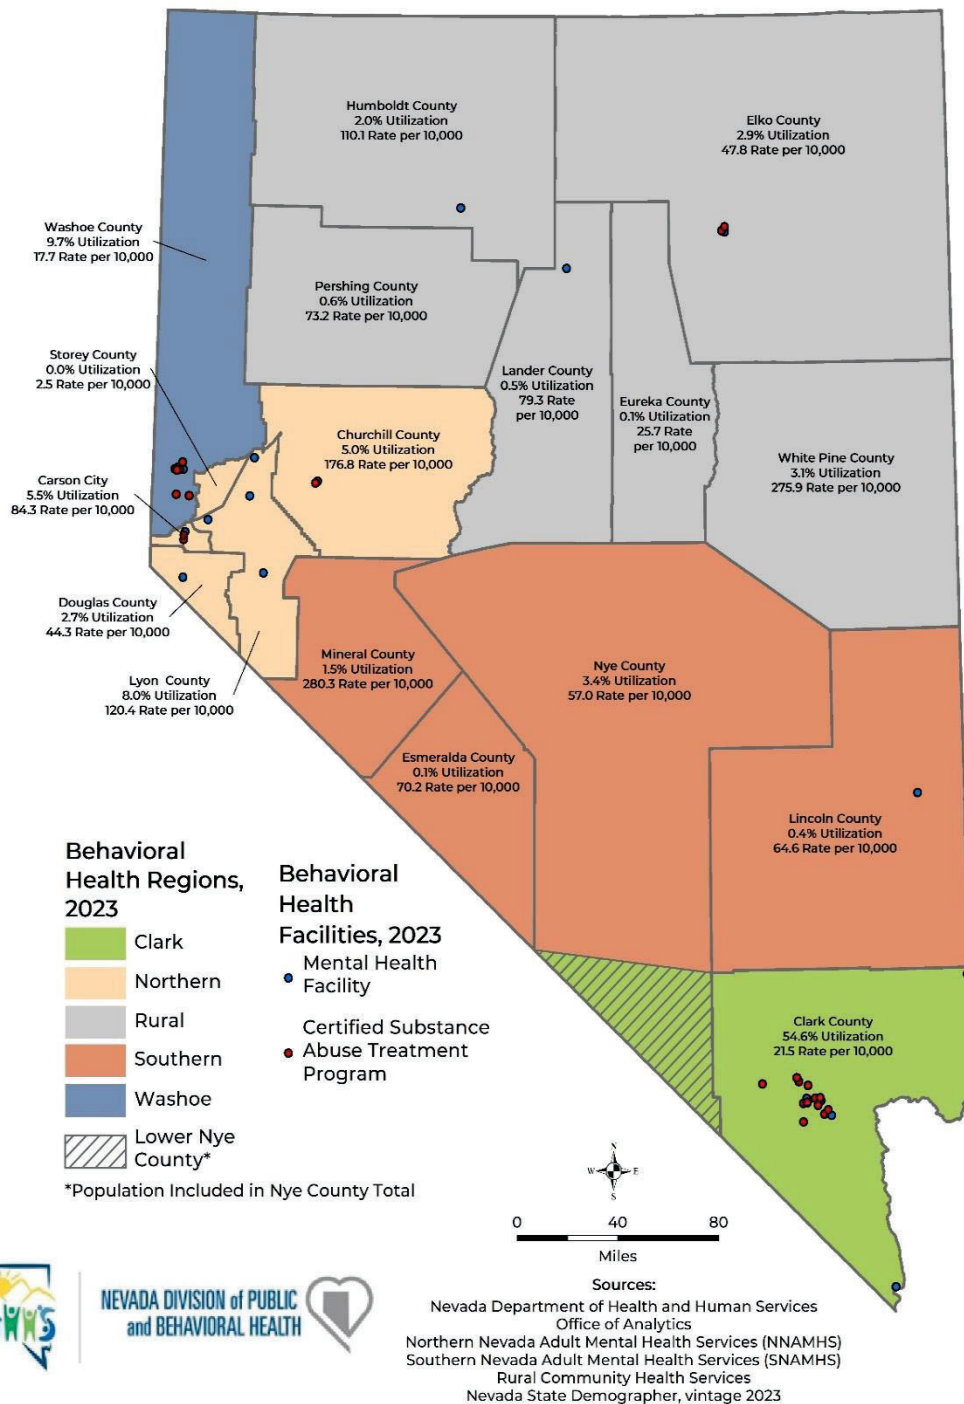 Humboldt County
2.0% Utilization
110.1 Rate per 10,000
Elko County
2.9% Utilization
47.8 Rate per 10,000
Washoe County
9.7% Utilization
17.7 Rate per 10,000
Pershing County
0.6% Utilization
73.2 Rate per 10,000
Storey County
0.0% Utilization
2.5 Rate per 10,000
Lander County
0.5% Utilization
79.3 Rate
per 10,000
Eureka County
0.1% Utilization
25.7 Rate
per 10,000
Churchill County
5.0% Utilization
176.8 Rate per 10,000
White Pine County
3.1% Utilization
275.9 Rate per 10,000
Carson City
5.5% Utilization
84.3 Rate per 10,000
Douglas County
2.7% Utilization
44.3 Rate per 10,000
Lyon County
8.0% Utilization
120.4 Rate per 10,000
Mineral County
1.5% Utilization
280.3 Rate per 10,000
Nye County
3.4% Utilization
57.0 Rate per 10,000
Esmeralda County
0.1% Utilization
70.2 Rate per 10,000
Lincoln County
0.4% Utilization
64.6 Rate per 10,000
Clark County
54.6% Utilization
21.5 Rate per 10,000
Behavioral
Health Regions,
2023
Clark
Northern
Rural
Southern
Washoe
Lower Nye
County*
*Population Included in Nye County Total
Behavioral
Health
Facilities, 2023
Mental Health
Facility
Certified Substance
Abuse Treatment
Program
N
W E
S
0 40 80
Miles
NEVADA DIVISION of PUBLIC
and BEHAVIORAL HEALTH
Sources:
Nevada Department of Health and Human Services
Office of Analytics
Northern Nevada Adult Mental Health Services (NNAMHS)
Southern Nevada Adult Mental Health Services (SNAMHS)
Rural Community Health Services
Nevada State Demographer, vintage 2023